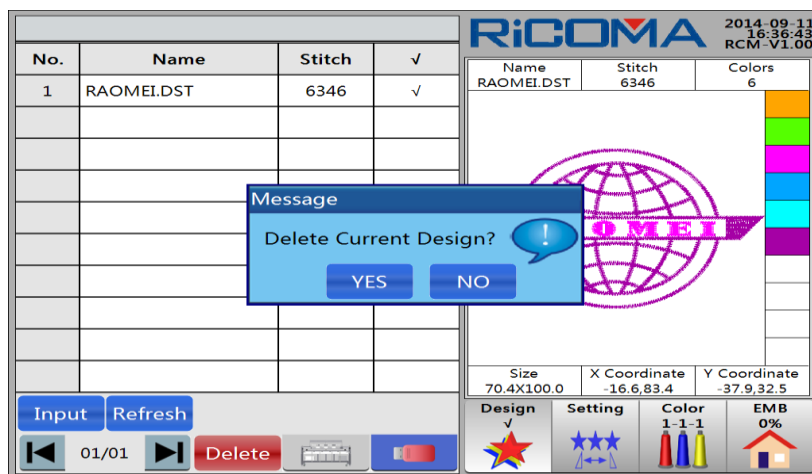 RiCOMA
2014-09-11
16:36:43
RCM-V1.00
No. Name Stitch √
1 RAOMEI.DST 6346 √
Name Stitch Colors
RAOMEI.DST 6346 6
OMEI
Message
Delete Current Design?
YES NO
Size X Coordinate Y Coordinate
70.4X100.0 -16.6,83.4 -37.9,32.5
Input Refresh
01/01 Delete
Design Setting Color EMB
√ 1-1-1 0%